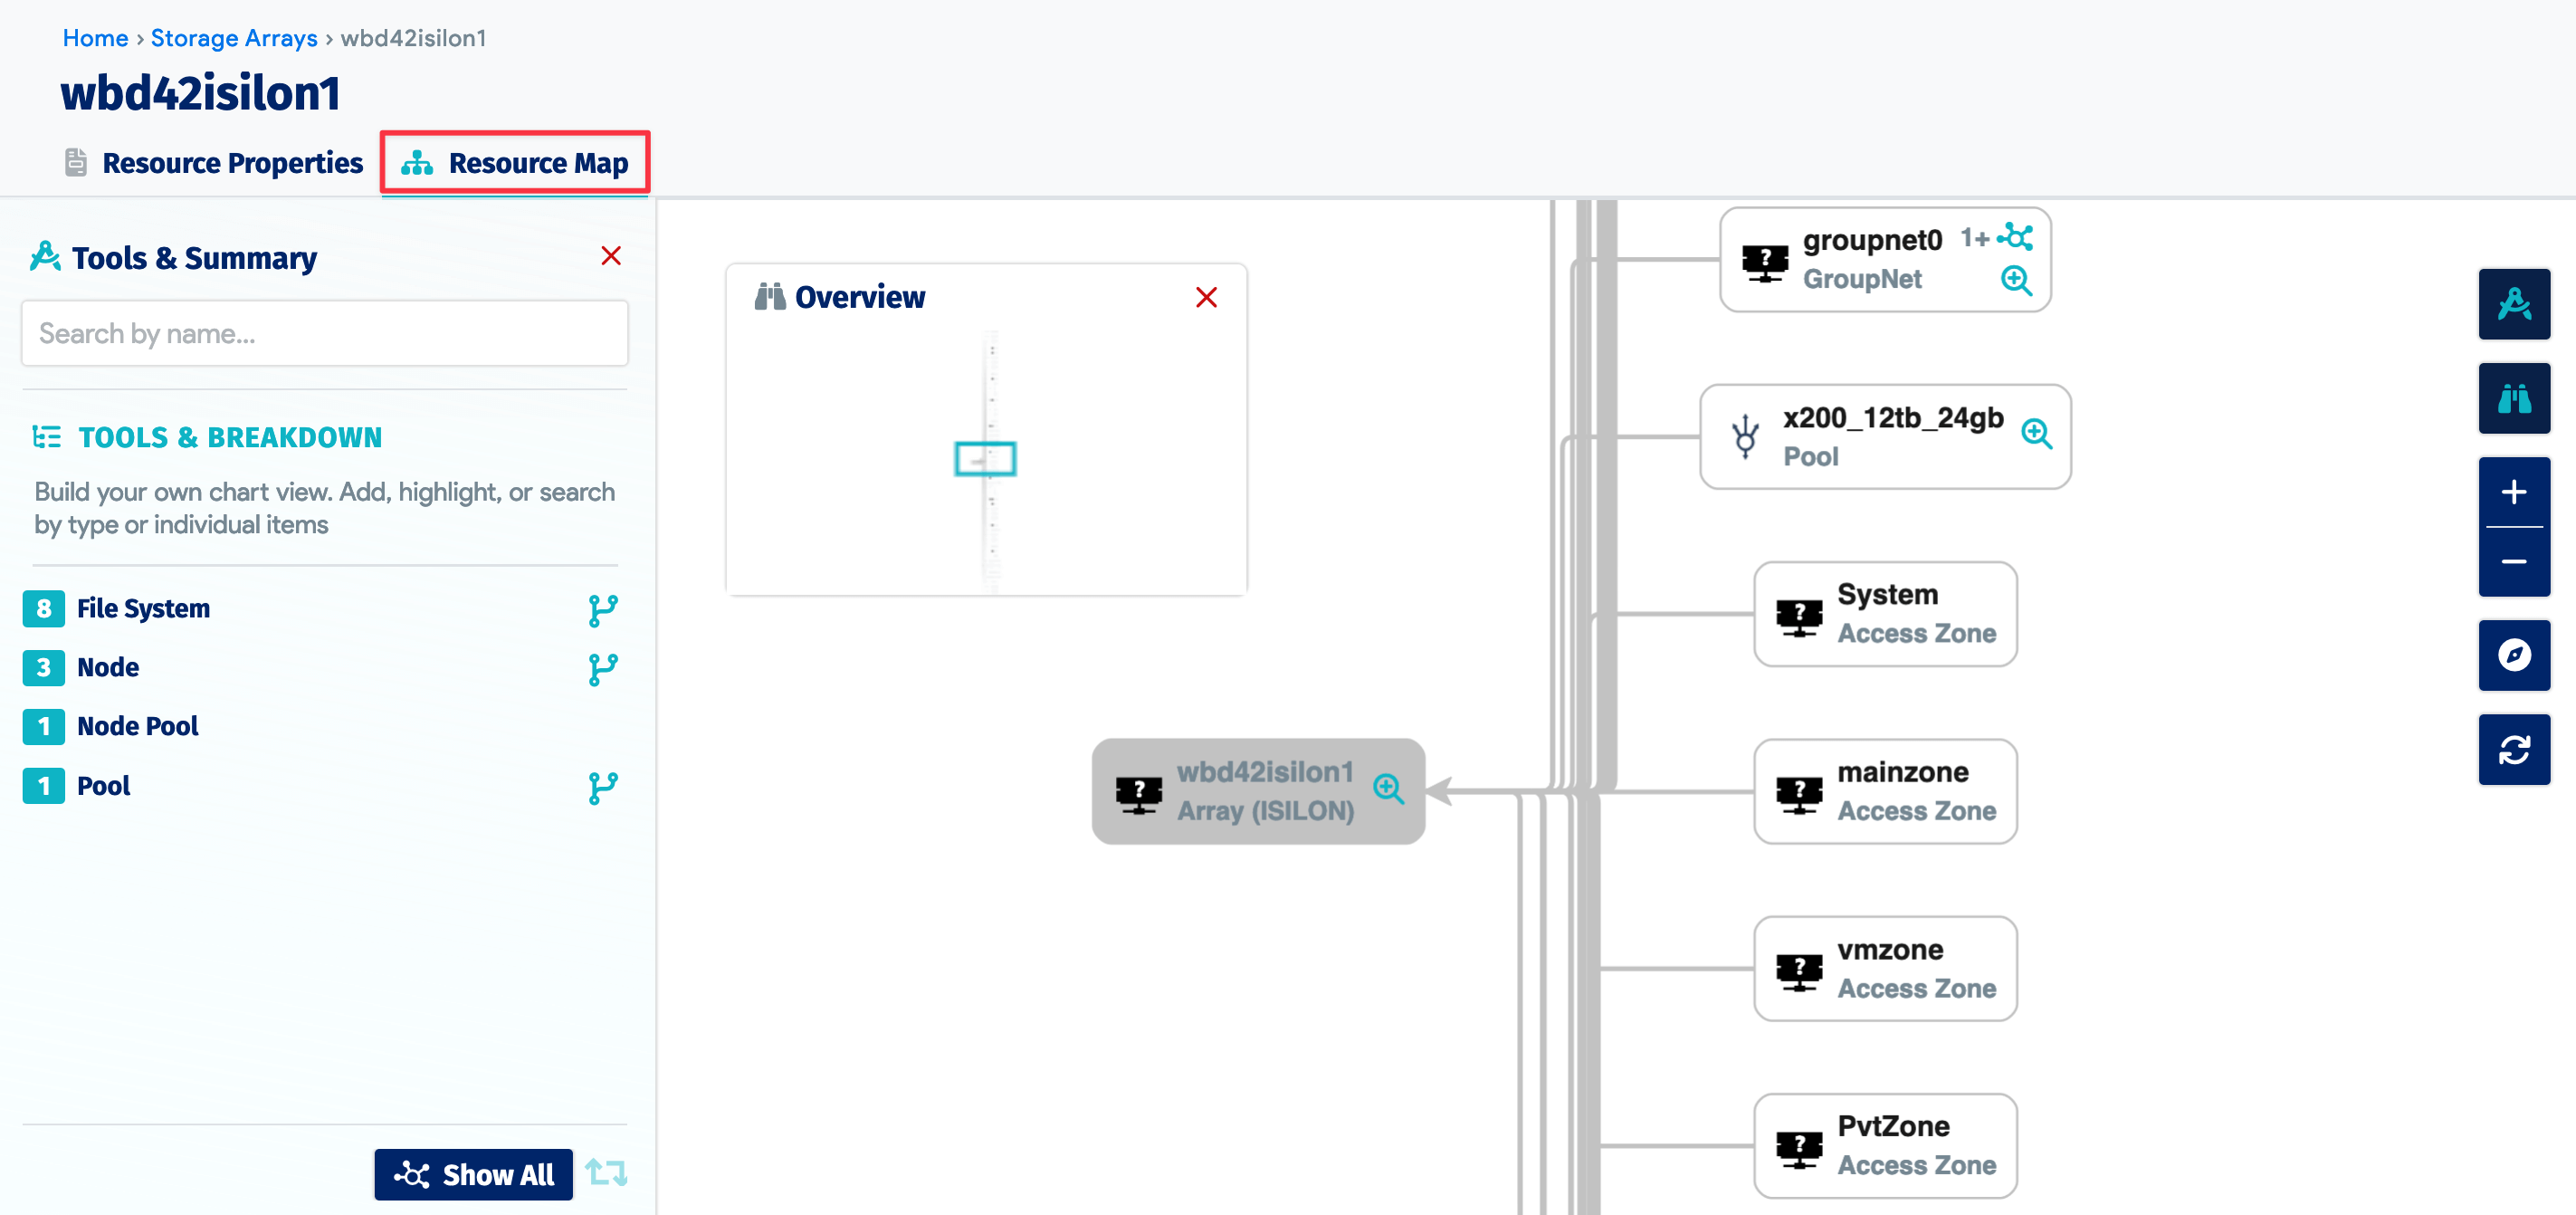 Home › Storage Arrays › wbd42isilon1
wbd42isilon1
Resource Properties
Resource Map
Tools & Summary
Search by name...
TOOLS & BREAKDOWN
Build your own chart view. Add, highlight, or search
by type or individual items
8 File System
3 Node
1 Node Pool
1 Pool
Show All
Overview
groupnet0 1+
GroupNet
x200_12tb_24gb
Pool
System
Access Zone
wbd42isilon1
Array (ISILON)
mainzone
Access Zone
vmzone
Access Zone
PvtZone
Access Zone